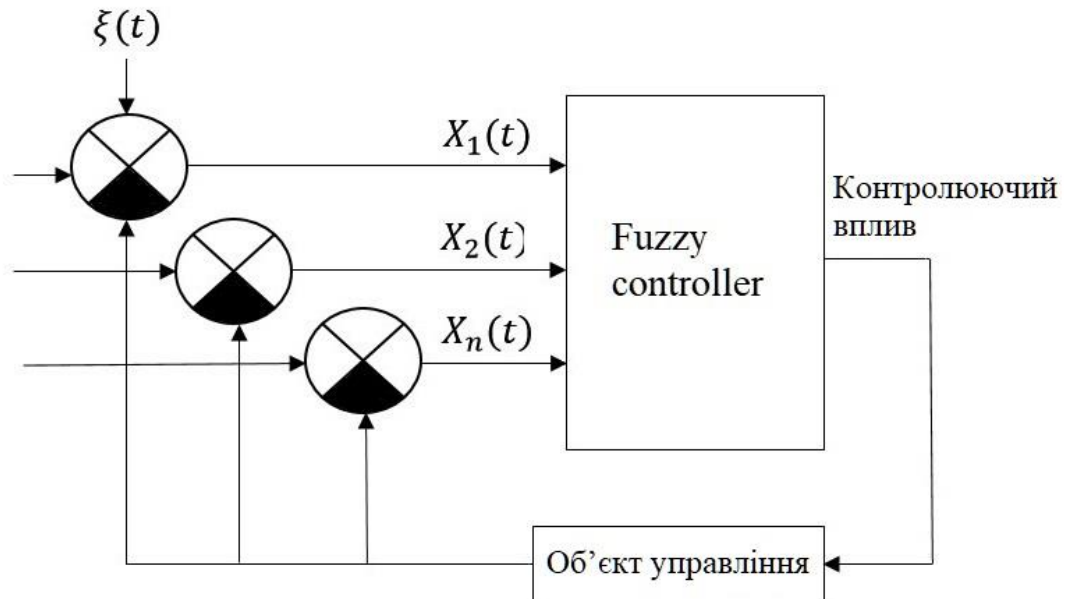 ξ(t)
X₁(t)
X₂(t)
Xₙ(t)
Fuzzy
controller
Контролюючий
вплив
Об’єкт управління